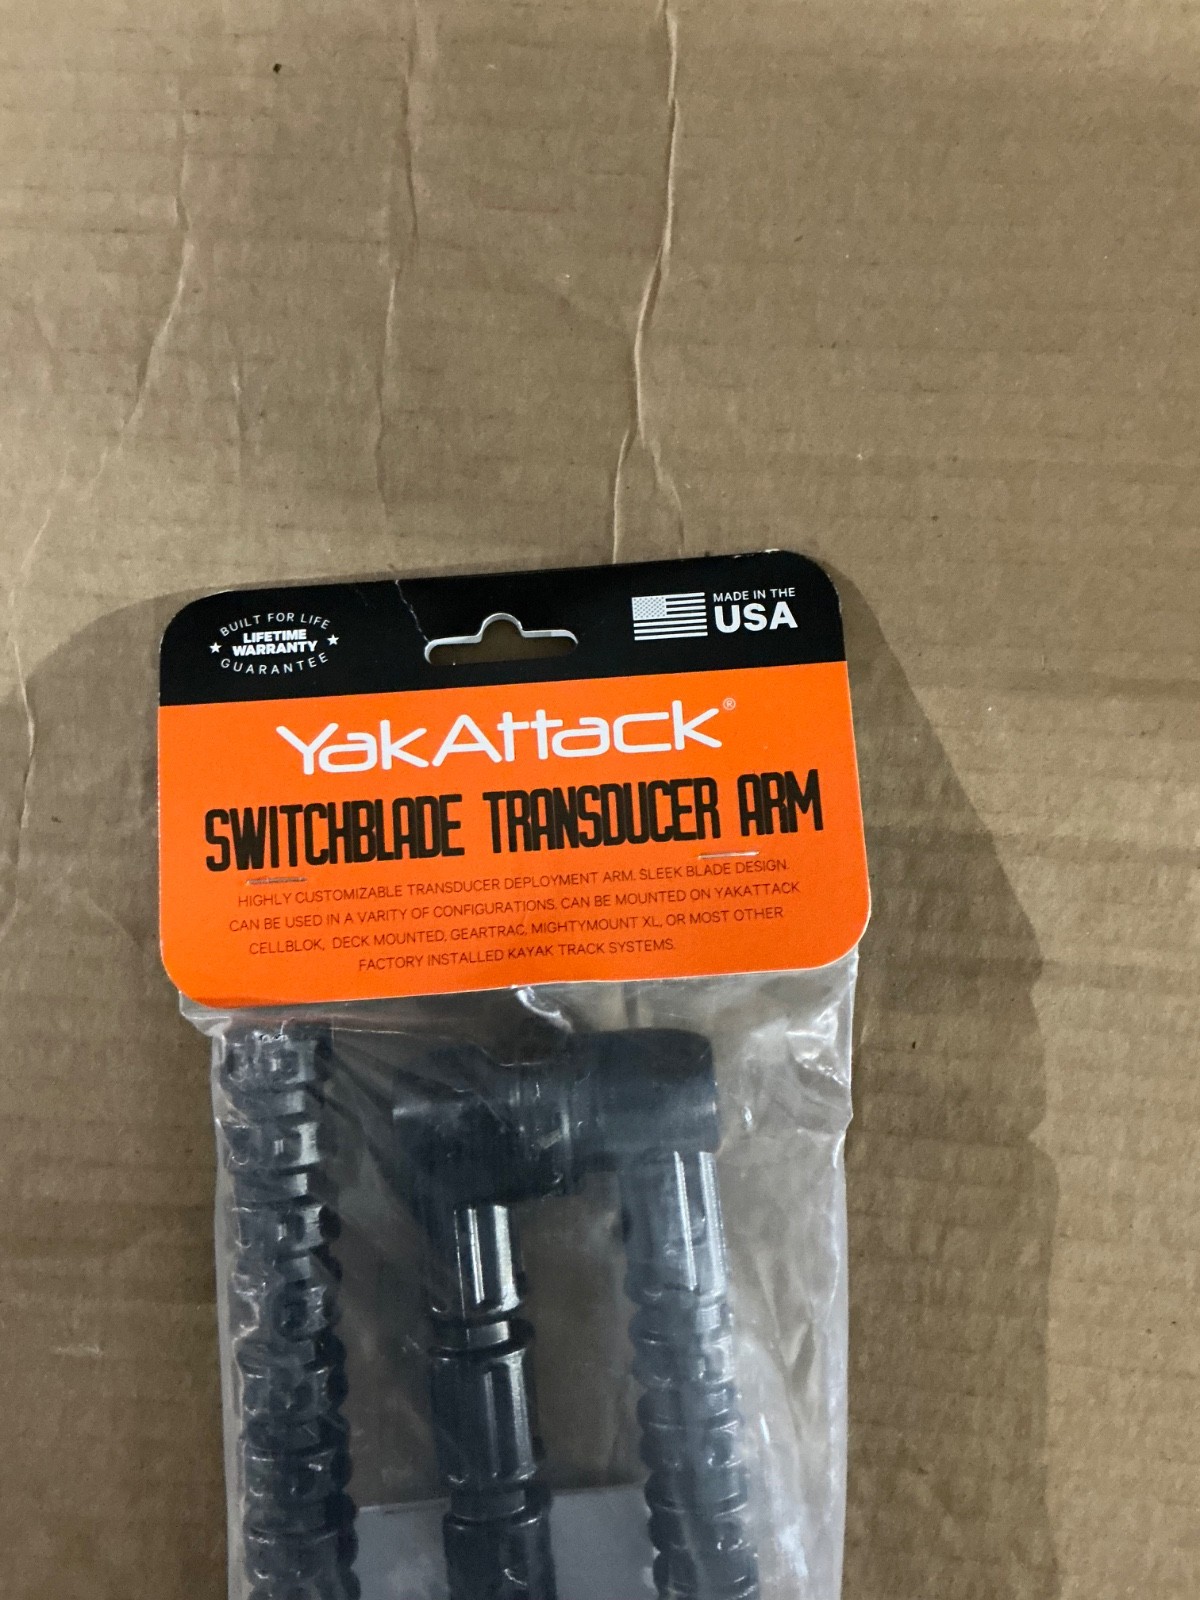 BUILT FOR LIFE
LIFETIME
WARRANTY
GUARANTEE
MADE IN THE
USA
YakAttack®
SWITCHBLADE TRANSDUCER ARM
HIGHLY CUSTOMIZABLE TRANSDUCER DEPLOYMENT ARM. SLEEK BLADE DESIGN.
CAN BE USED IN A VARITY OF CONFIGURATIONS. CAN BE MOUNTED ON YAKATTACK
CELLBLOK, DECK MOUNTED, GEARTRAC, MIGHTYMOUNT XL, OR MOST OTHER
FACTORY INSTALLED KAYAK TRACK SYSTEMS.